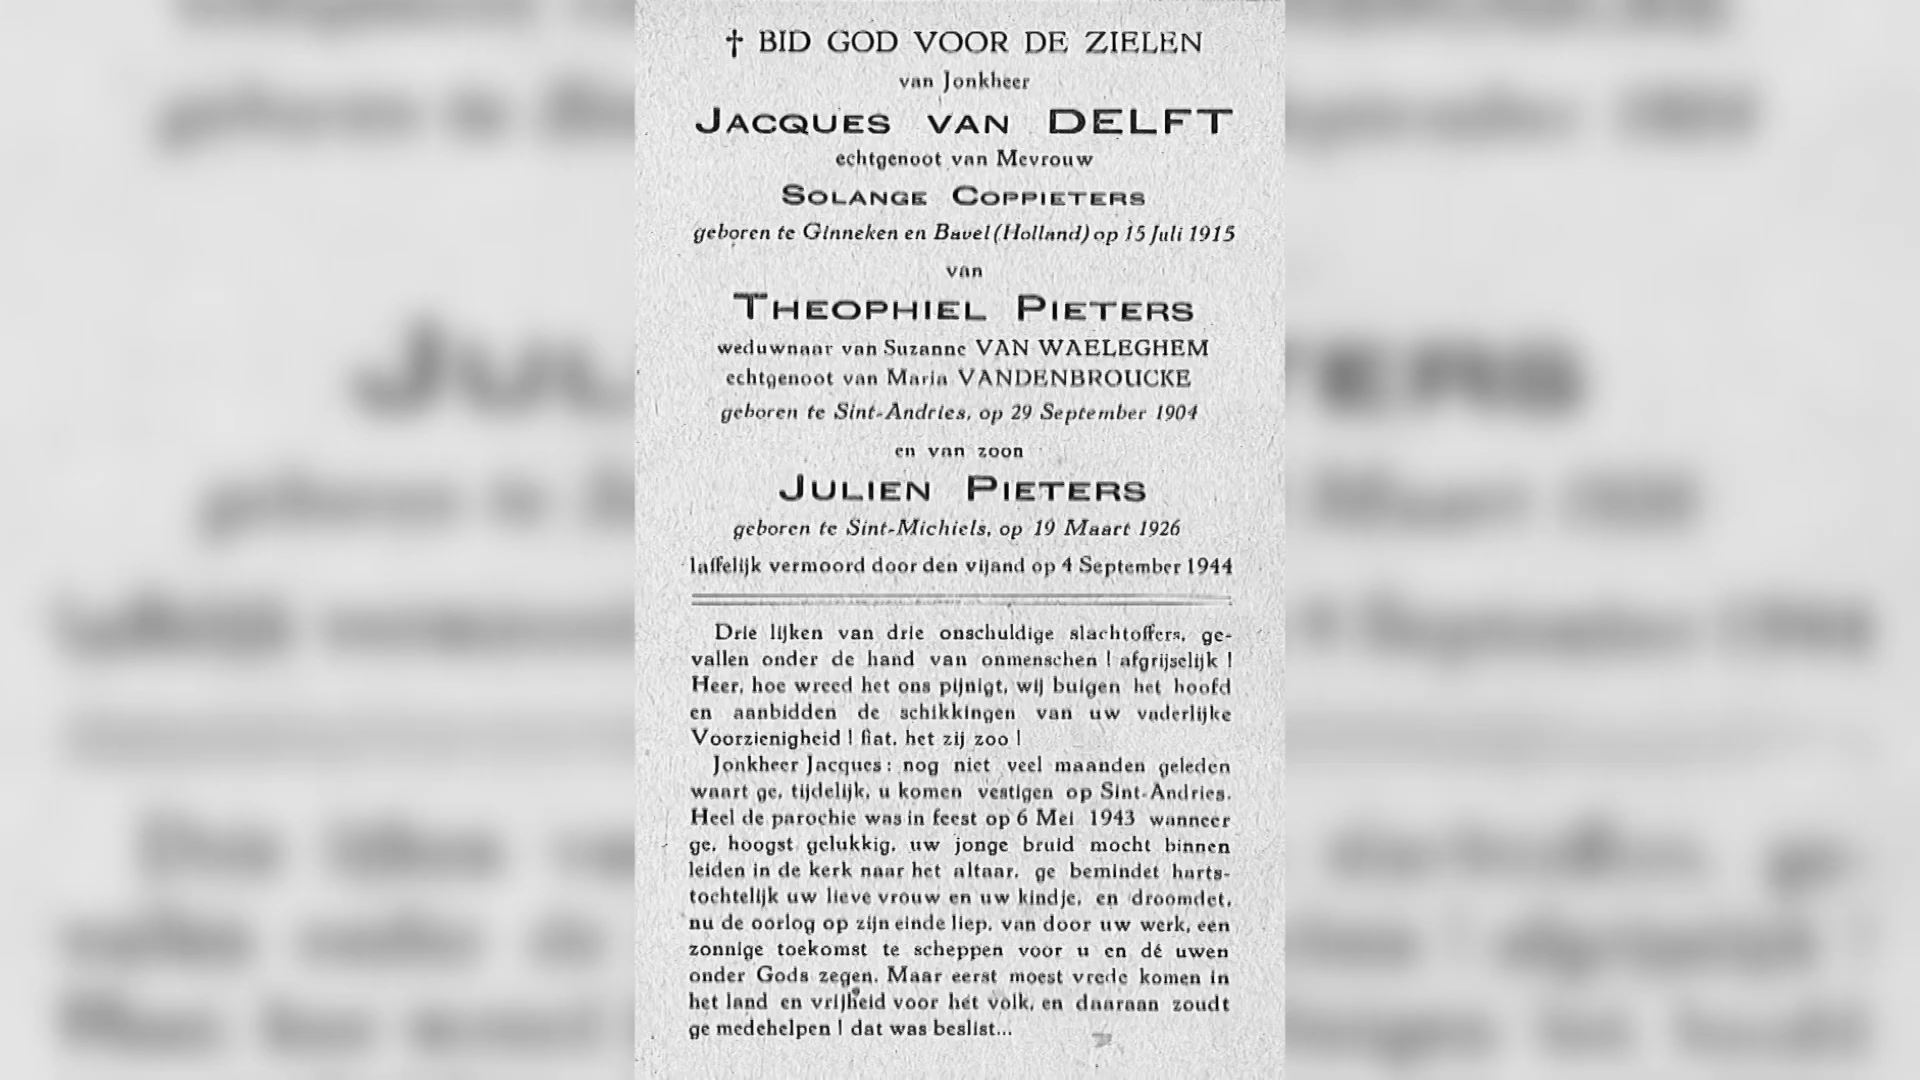 † BID GOD VOOR DE ZIELEN
van Jonkheer
JACQUES VAN DELFT
echtgenoot van Mevrouw
SOLANGE COPPIETERS
geboren te Ginneken en Bavel (Holland) op 15 Juli 1915
van
THEOPHIEL PIETERS
weduwnaar van Suzanne VAN WAELEGHEM
echtgenoot van Maria VANDENBROUCKE
geboren te Sint-Andries, op 29 September 1904
en van zoon
JULIEN PIETERS
geboren te Sint-Michiels, op 19 Maart 1926
laffelijk vermoord door den vijand op 4 September 1944
Drie lijken van drie onschuldige slachtoffers, ge-
vallen onder de hand van onmenschen ! afgrijselijk !
Heer, hoe wreed het ons pijnigt, wij buigen het hoofd
en aanbidden de schikkingen van uw vaderlijke
Voorzienigheid ! fiat, het zij zoo !
Jonkheer Jacques : nog niet veel maanden geleden
waart ge, tijdelijk, u komen vestigen op Sint-Andries.
Heel de parochie was in feest op 6 Mei 1943 wanneer
ge, hoogst gelukkig, uw jonge bruid mocht binnen
leiden in de kerk naar het altaar, ge bemindet harts-
tochtelijk uw lieve vrouw en uw kindje, en droomdet,
nu de oorlog op zijn einde liep, van door uw werk, een
zonnige toekomst te scheppen voor u en dé uwen
onder Gods zegen. Maar eerst moest vrede komen in
het land en vrijheid voor het volk, en daaraan zoudt
ge medehelpen ! dat was beslist...